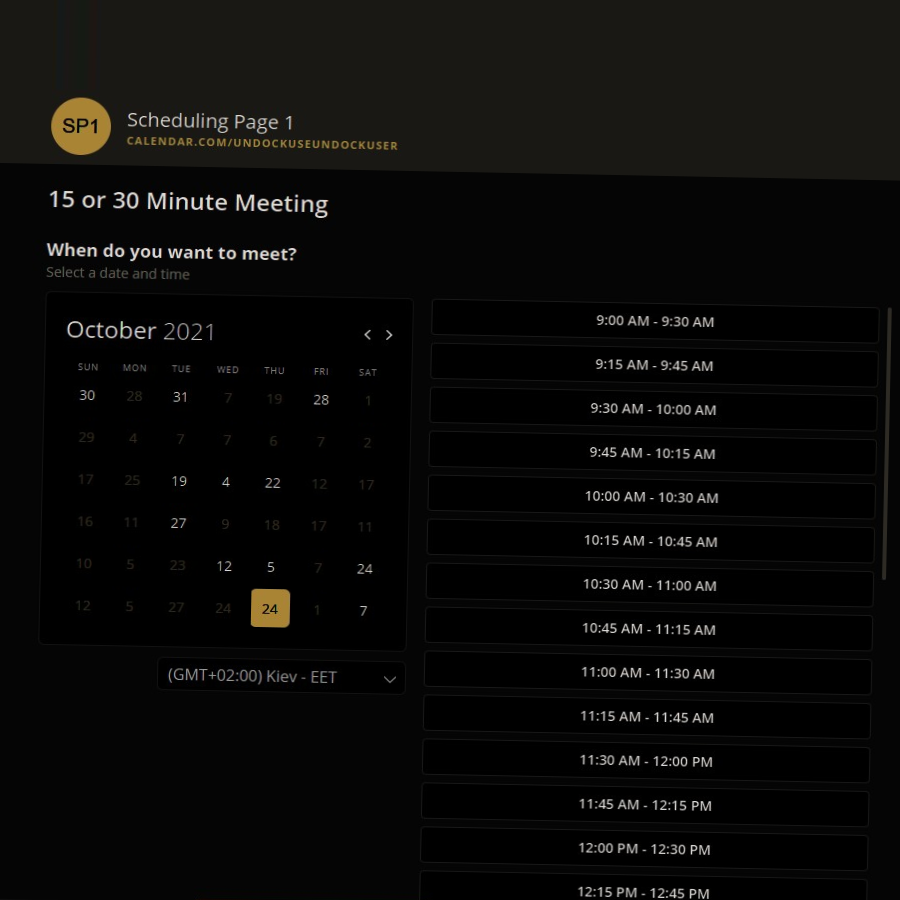 SP1
Scheduling Page 1
CALENDAR.COM/UNDOCKUSEUNDOCKUSER
15 or 30 Minute Meeting
When do you want to meet?
Select a date and time
October 2021
SUN MON TUE WED THU FRI SAT
30 28 31 7 19 28 1
29 4 7 7 6 7 2
17 25 19 4 22 12 17
16 11 27 9 18 17 11
10 5 23 12 5 7 24
12 5 27 24 24 1 7
(GMT+02:00) Kiev - EET
9:00 AM - 9:30 AM
9:15 AM - 9:45 AM
9:30 AM - 10:00 AM
9:45 AM - 10:15 AM
10:00 AM - 10:30 AM
10:15 AM - 10:45 AM
10:30 AM - 11:00 AM
10:45 AM - 11:15 AM
11:00 AM - 11:30 AM
11:15 AM - 11:45 AM
11:30 AM - 12:00 PM
11:45 AM - 12:15 PM
12:00 PM - 12:30 PM
12:15 PM - 12:45 PM